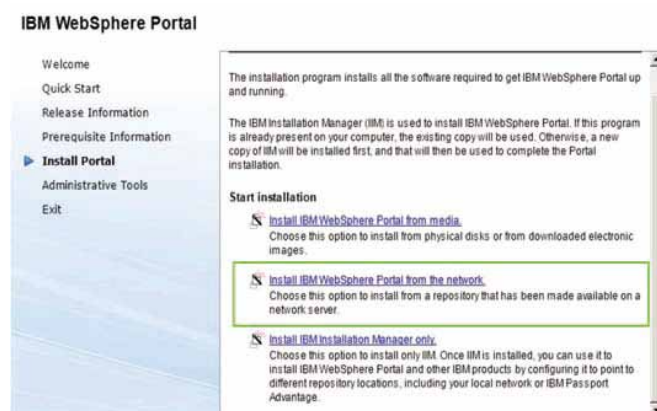 IBM WebSphere Portal
Welcome
Quick Start
Release Information
Prerequisite Information
Install Portal
Administrative Tools
Exit
The installation program installs all the software required to get IBM WebSphere Portal up
and running.
The IBM Installation Manager (IIM) is used to install IBM WebSphere Portal. If this program
is already present on your computer, the existing copy will be used. Otherwise, a new
copy of IIM will be installed first, and that will then be used to complete the Portal
installation.
Start installation
Install IBM WebSphere Portal from media.
Choose this option to install from physical disks or from downloaded electronic
images.
Install IBM WebSphere Portal from the network.
Choose this option to install from a repository that has been made available on a
network server.
Install IBM Installation Manager only.
Choose this option to install only IIM. Once IIM is installed, you can use it to
install IBM WebSphere Portal and other IBM products by configuring it to point to
different repository locations, including your local network or IBM Passport
Advantage.